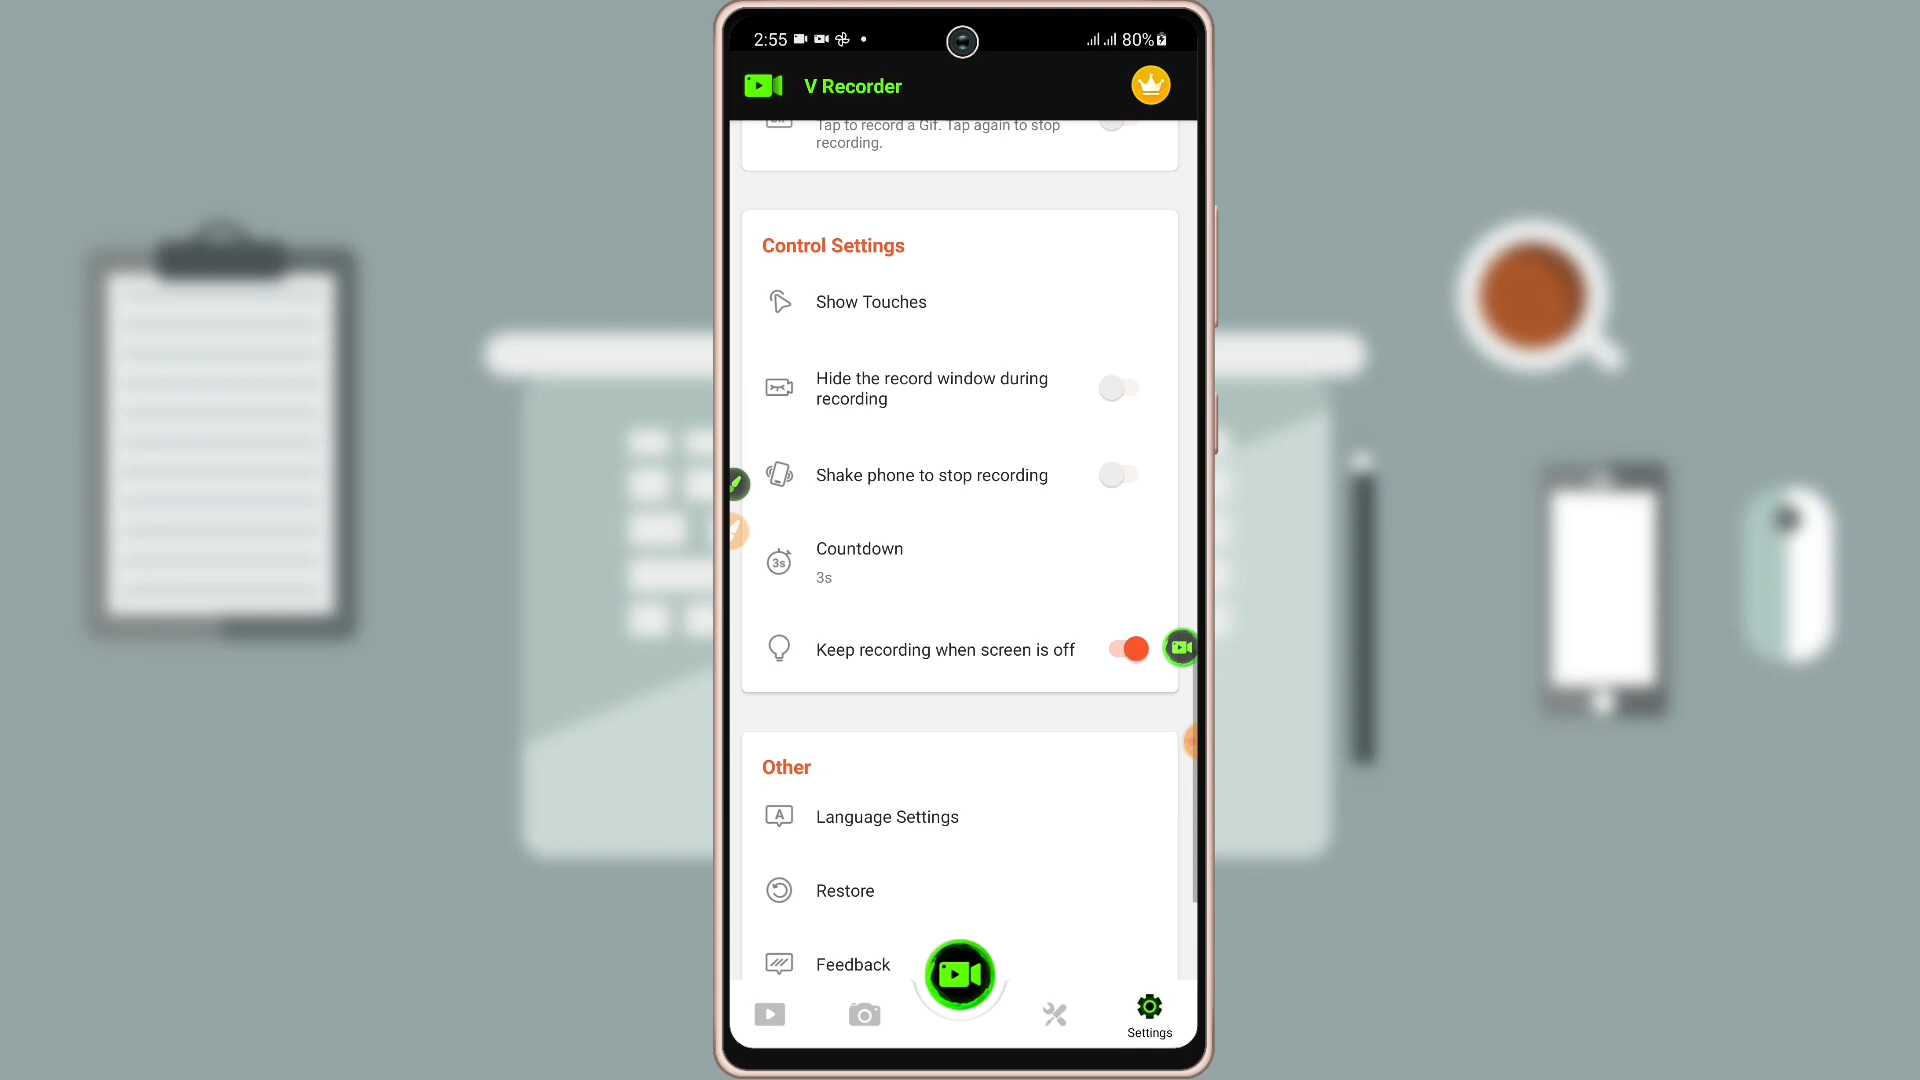 2:55
80%
V Recorder
Tap to record a Gif. Tap again to stop
recording.
Control Settings
Show Touches
Hide the record window during
recording
Shake phone to stop recording
3s
Countdown
3s
Keep recording when screen is off
Other
A
Language Settings
Restore
Feedback
Settings